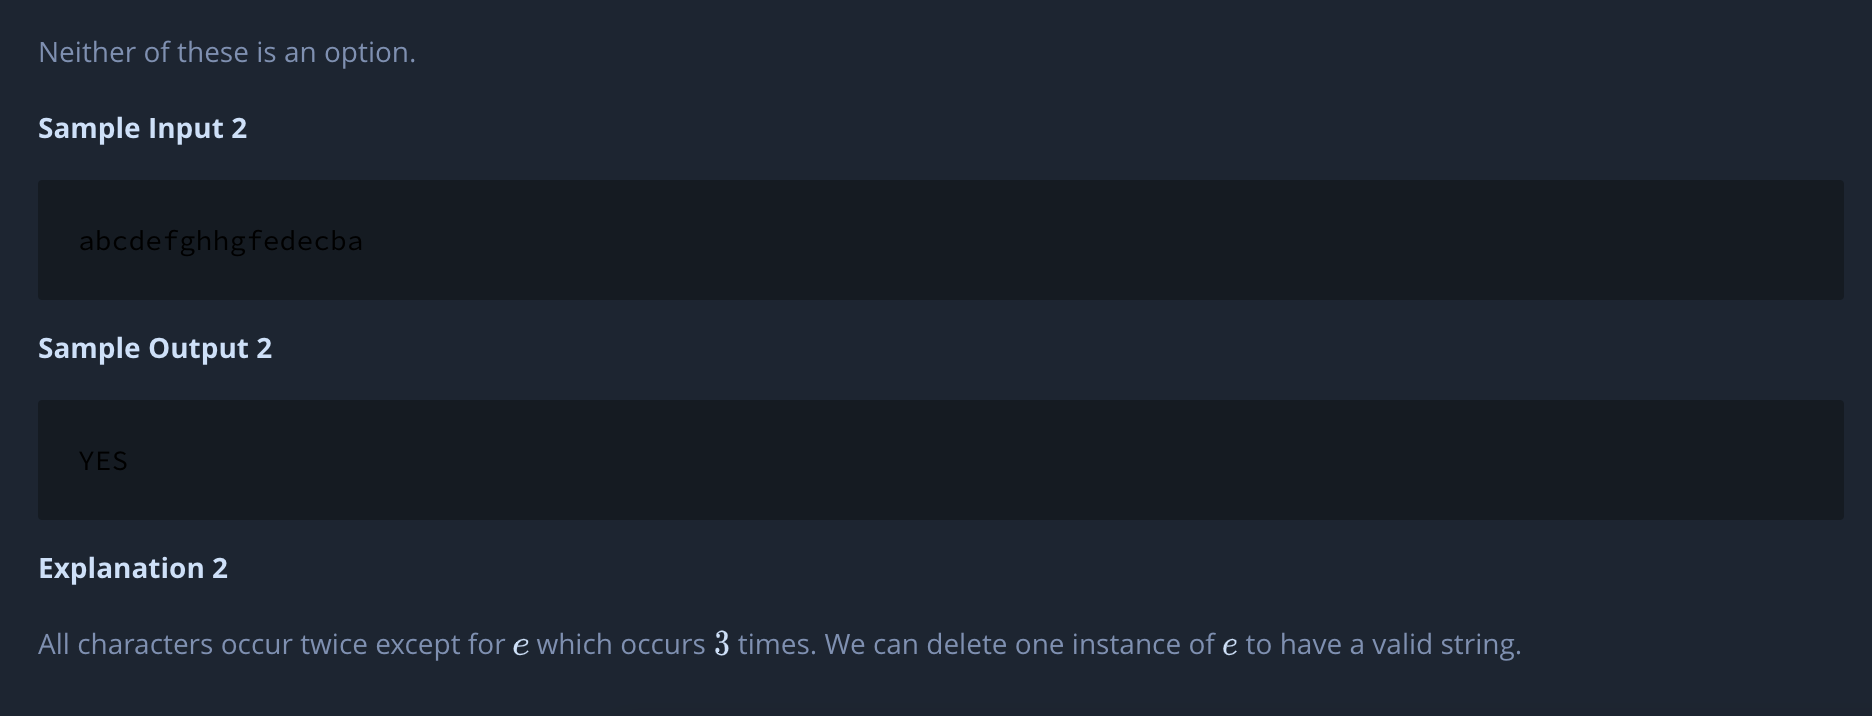 Neither of these is an option.
Sample Input 2
abcdefghhgfedecba
Sample Output 2
YES
Explanation 2
All characters occur twice except for e which occurs 3 times. We can delete one instance of e to have a valid string.